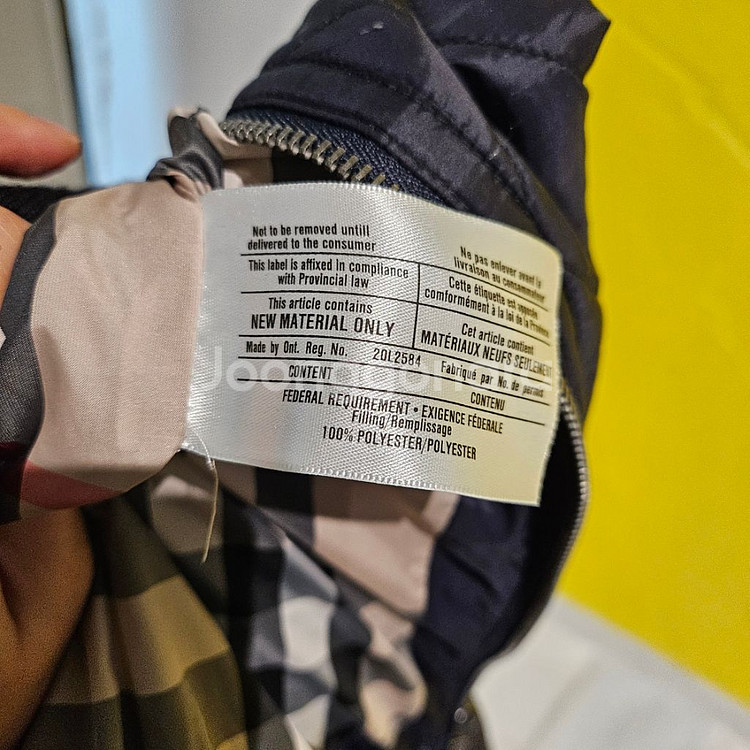 Not to be removed untill
delivered to the consumer
Ne pas enlever avant la
livraison au consommateur
This label is affixed in compliance
with Provincial law
Cette étiquette est apposée
conformément à la loi de la Province
This article contains
NEW MATERIAL ONLY
Cet article contient
MATÉRIAUX NEUFS SEULEMENT
Made by Ont. Reg. No. 20L2584 Fabriqué par No. de permis
CONTENT CONTENU
FEDERAL REQUIREMENT • EXIGENCE FÉDERALE
Filling/Remplissage
100% POLYESTER/POLYESTER